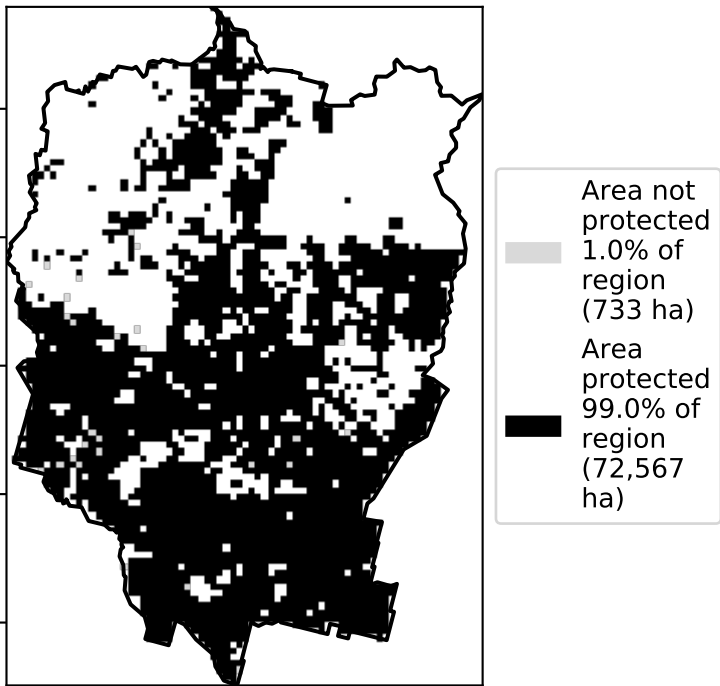 Area not
protected
1.0% of
region
(733 ha)
Area
protected
99.0% of
region
(72,567
ha)